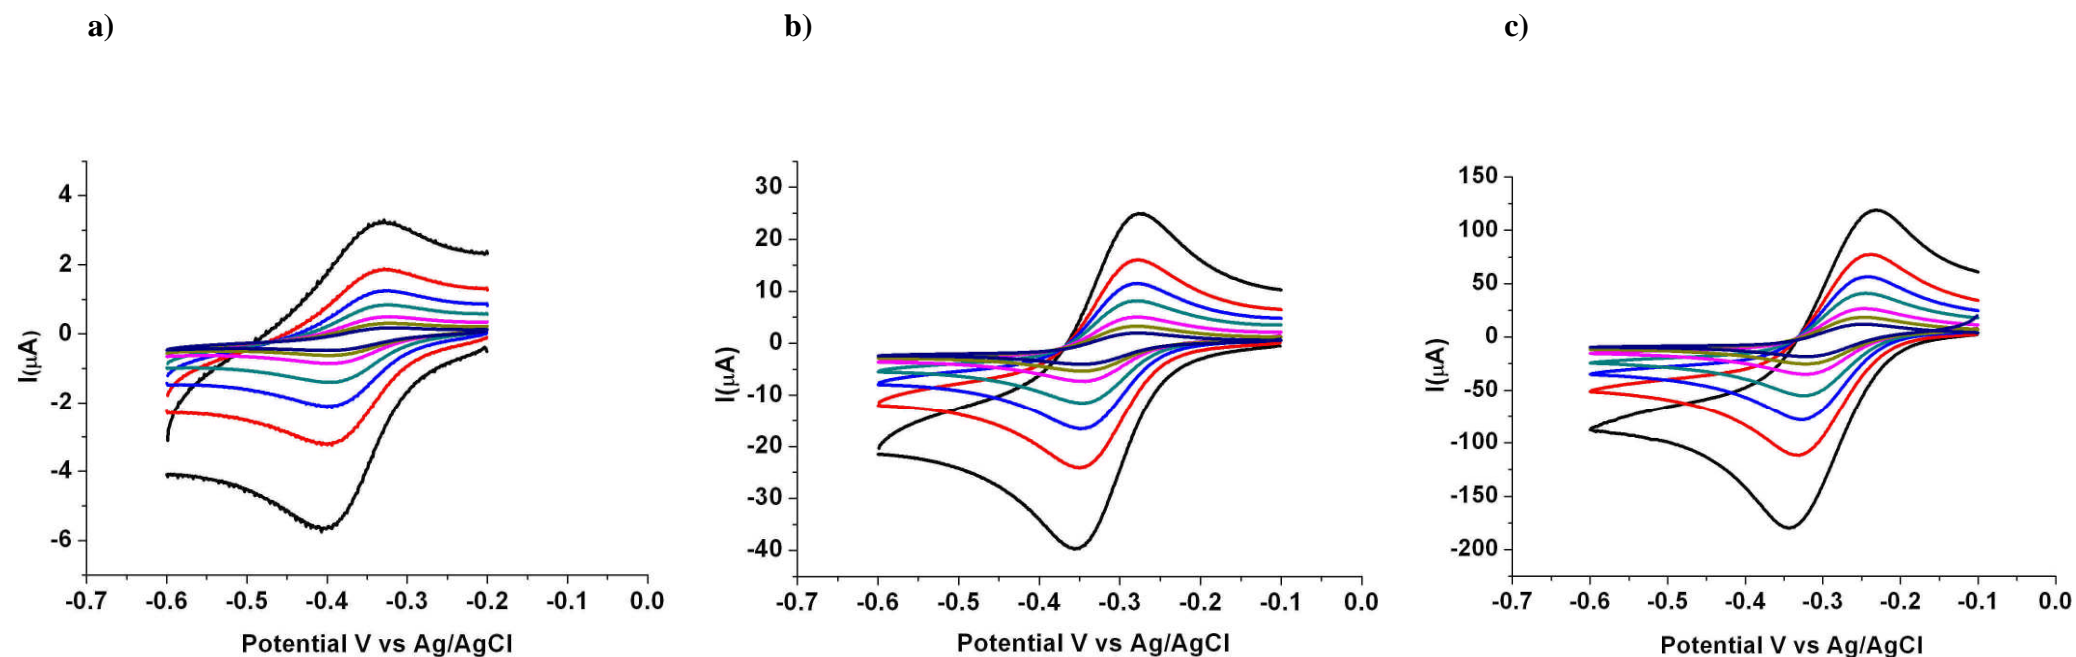 a)
b)
c)
I(μA)
4
2
0
-2
-4
-6
-0.7 -0.6 -0.5 -0.4 -0.3 -0.2 -0.1 0.0
Potential V vs Ag/AgCl
I(μA)
30
20
10
0
-10
-20
-30
-40
-0.7 -0.6 -0.5 -0.4 -0.3 -0.2 -0.1 0.0
Potential V vs Ag/AgCl
I(μA)
150
100
50
0
-50
-100
-150
-200
-0.7 -0.6 -0.5 -0.4 -0.3 -0.2 -0.1 0.0
Potential V vs Ag/AgCl